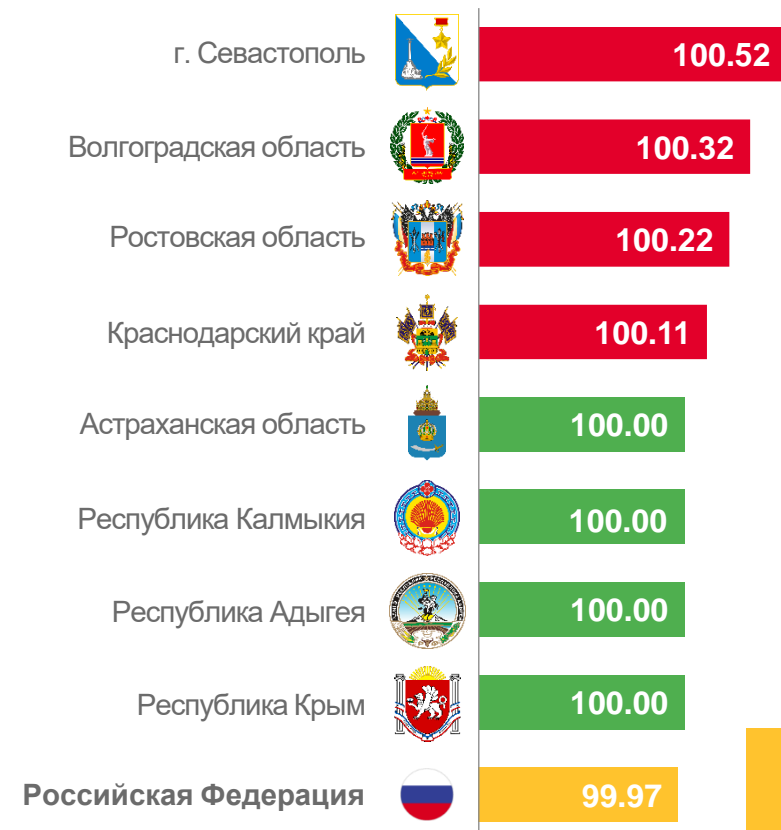 г. Севастополь 100.52
Волгоградская область 100.32
Ростовская область 100.22
Краснодарский край 100.11
Астраханская область 100.00
Республика Калмыкия 100.00
Республика Адыгея 100.00
Республика Крым 100.00
Российская Федерация 99.97